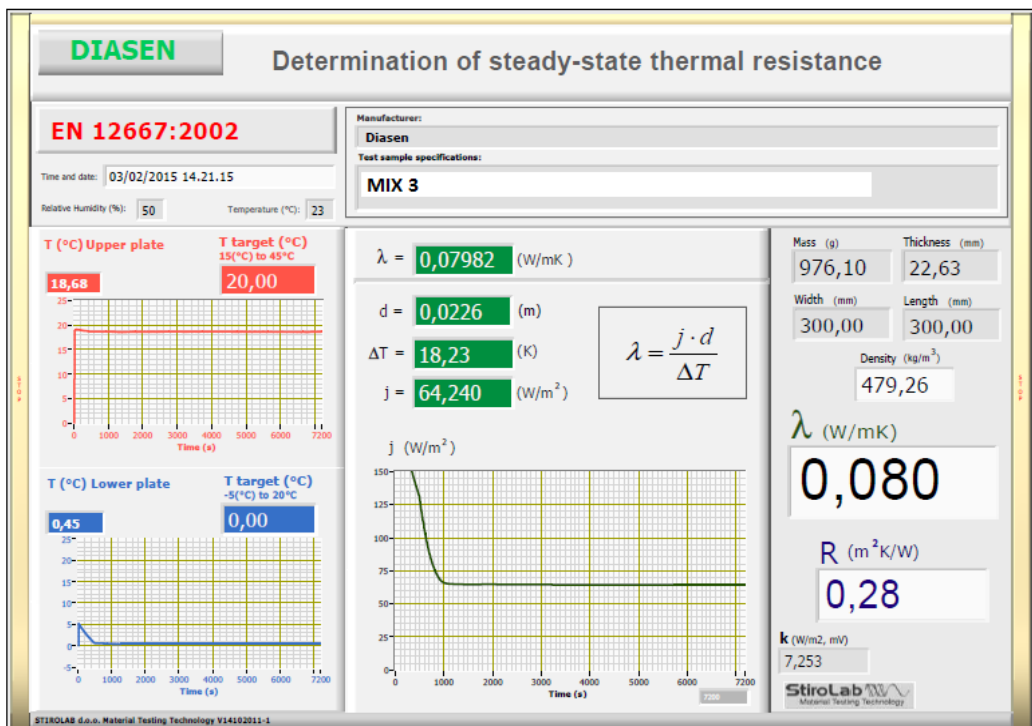 DIASEN
Determination of steady-state thermal resistance
EN 12667:2002
Time and date: 03/02/2015 14.21.15
Relative Humidity (%): 50 Temperature (°C): 23
Manufacturer:
Diasen
Test sample specifications:
MIX 3
T (°C) Upper plate
T target (°C)
15(°C) to 45°C
18,68
20,00
25
20
15
10
5
0
0 1000 2000 3000 4000 5000 6000 7200
Time (s)
T (°C) Lower plate
T target (°C)
-5(°C) to 20°C
0,45
0,00
25
20
15
10
5
0
-5
0 1000 2000 3000 4000 5000 6000 7200
Time (s)
λ = 0,07982 (W/mK )
d = 0,0226 (m)
ΔT = 18,23 (K)
j = 64,240 (W/m²)
λ = j · d / ΔT
j (W/m²)
150
125
100
75
50
25
0
0 1000 2000 3000 4000 5000 6000 7200
Time (s)
7200
Mass (g) Thickness (mm)
976,10 22,63
Width (mm) Length (mm)
300,00 300,00
Density (kg/m³)
479,26
λ (W/mK)
0,080
R (m²K/W)
0,28
k (W/m2, mV)
7,253
StiroLab
Material Testing Technology
STOP
STOP
STIROLAB d.o.o. Material Testing Technology V14102011-1